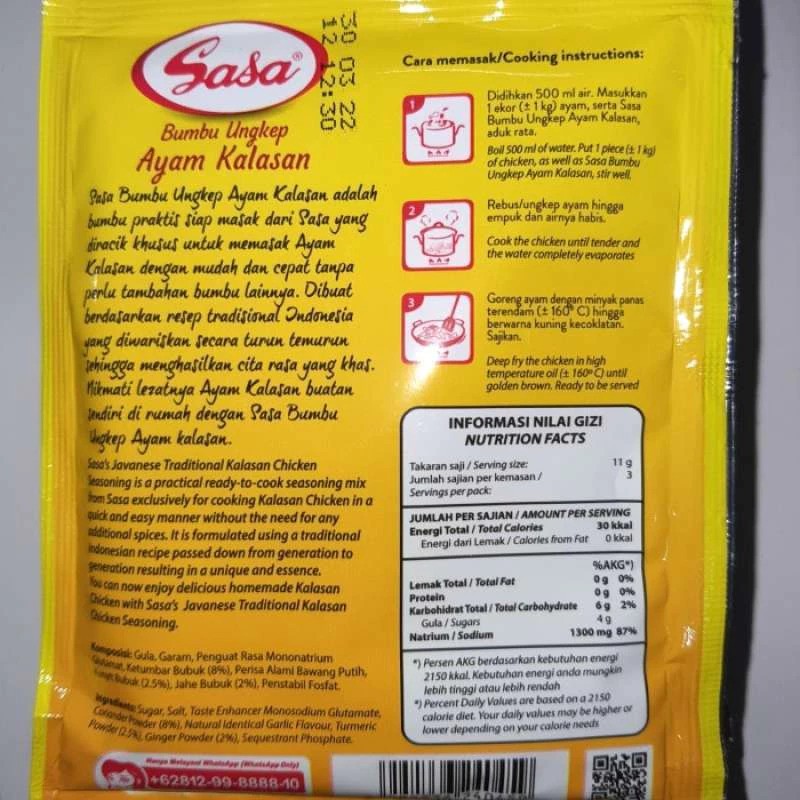 Sasa®
30 03 22
12 12:30
Bumbu Ungkep
Ayam Kalasan
Sasa Bumbu Ungkep Ayam Kalasan adalah
bumbu praktis siap masak dari Sasa yang
diracik khusus untuk memasak Ayam
Kalasan dengan mudah dan cepat tanpa
perlu tambahan bumbu lainnya. Dibuat
berdasarkan resep tradisional Indonesia
yang diwariskan secara turun temurun
sehingga menghasilkan cita rasa yang khas.
Nikmati lezatnya Ayam Kalasan buatan
sendiri di rumah dengan Sasa Bumbu
Ungkep Ayam kalasan.
Sasa's Javanese Traditional Kalasan Chicken
Seasoning is a practical ready-to-cook seasoning mix
from Sasa exclusively for cooking Kalasan Chicken in a
quick and easy manner without the need for any
additional spices. It is formulated using a traditional
Indonesian recipe passed down from generation to
generation resulting in a unique and essence.
You can now enjoy delicious homemade Kalasan
Chicken with Sasa's Javanese Traditional Kalasan
Chicken Seasoning.
Komposisi: Gula, Garam, Penguat Rasa Mononatrium
Glutamat, Ketumbar Bubuk (8%), Perisa Alami Bawang Putih,
Kunyit Bubuk (2.5%), Jahe Bubuk (2%), Penstabil Fosfat.
Ingredients: Sugar, Salt, Taste Enhancer Monosodium Glutamate,
Coriander Powder (8%), Natural Identical Garlic Flavour, Turmeric
Powder (2.5%), Ginger Powder (2%), Sequestrant Phosphate.
Hanya Melayani WhatsApp (WhatsApp Only)
+62812-99-8888-10
Cara memasak/Cooking instructions:
1
Didihkan 500 ml air. Masukkan
1 ekor (± 1 kg) ayam, serta Sasa
Bumbu Ungkep Ayam Kalasan,
aduk rata.
Boil 500 ml of water. Put 1 piece (± 1 kg)
of chicken, as well as Sasa Bumbu
Ungkep Ayam Kalasan, stir well.
2
Rebus/ungkep ayam hingga
empuk dan airnya habis.
Cook the chicken until tender and
the water completely evaporates
3
Goreng ayam dengan minyak panas
terendam (± 160° C) hingga
berwarna kuning kecoklatan.
Sajikan.
Deep fry the chicken in high
temperature oil (± 160° C) until
golden brown. Ready to be served
INFORMASI NILAI GIZI
NUTRITION FACTS
Takaran saji / Serving size: 11 g
Jumlah sajian per kemasan / 3
Servings per pack:
JUMLAH PER SAJIAN / AMOUNT PER SERVING
Energi Total / Total Calories 30 kkal
Energi dari Lemak / Calories from Fat 0 kkal
%AKG*)
Lemak Total / Total Fat 0 g 0%
Protein 0 g 0%
Karbohidrat Total / Total Carbohydrate 6 g 2%
Gula / Sugars 4 g
Natrium / Sodium 1300 mg 87%
*) Persen AKG berdasarkan kebutuhan energi
2150 kkal. Kebutuhan energi anda mungkin
lebih tinggi atau lebih rendah
*) Percent Daily Values are based on a 2150
calorie diet. Your daily values may be higher or
lower depending on your calorie needs